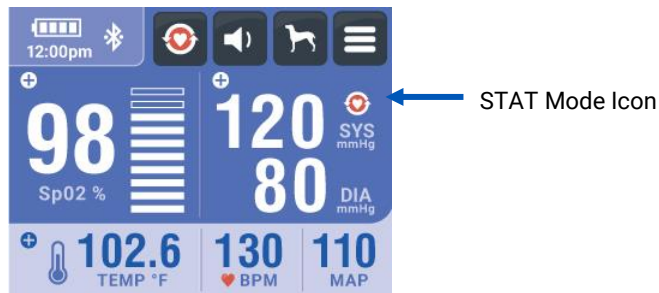 12:00pm
98
Sp02 %
120
SYS
mmHg
80
DIA
mmHg
STAT Mode Icon
102.6
TEMP °F
130
BPM
110
MAP